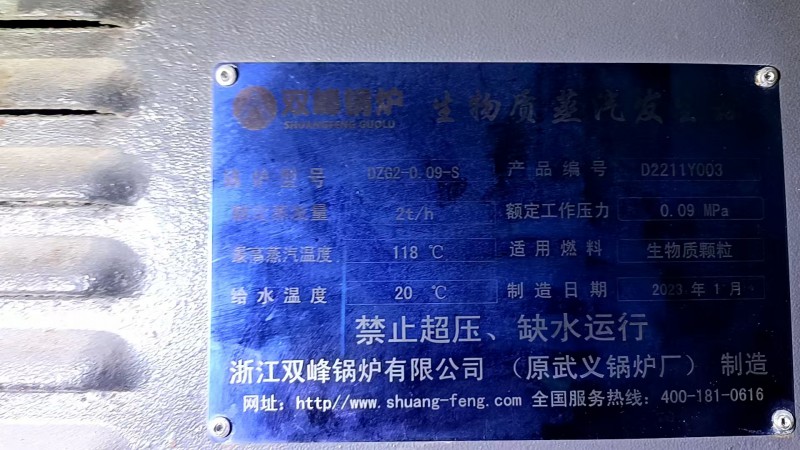 双峰锅炉 生物质蒸汽发生器
SHUANGFENG GUOLU
锅炉型号 DZG2-0.09-S 产品编号 D2211Y003
额定蒸发量 2t/h 额定工作压力 0.09 MPa
最高蒸汽温度 118 ℃ 适用燃料 生物质颗粒
给水温度 20 ℃ 制造日期 2023 年 1 月
禁止超压、缺水运行
浙江双峰锅炉有限公司 （原武义锅炉厂） 制造
网址: http//www.shuang-feng.com 全国服务热线: 400-181-0616